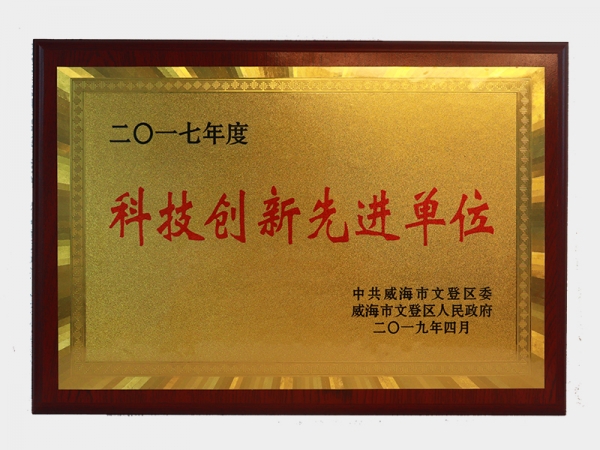 二〇一七年度
科技创新先进单位
中共威海市文登区委
威海市文登区人民政府
二〇一九年四月